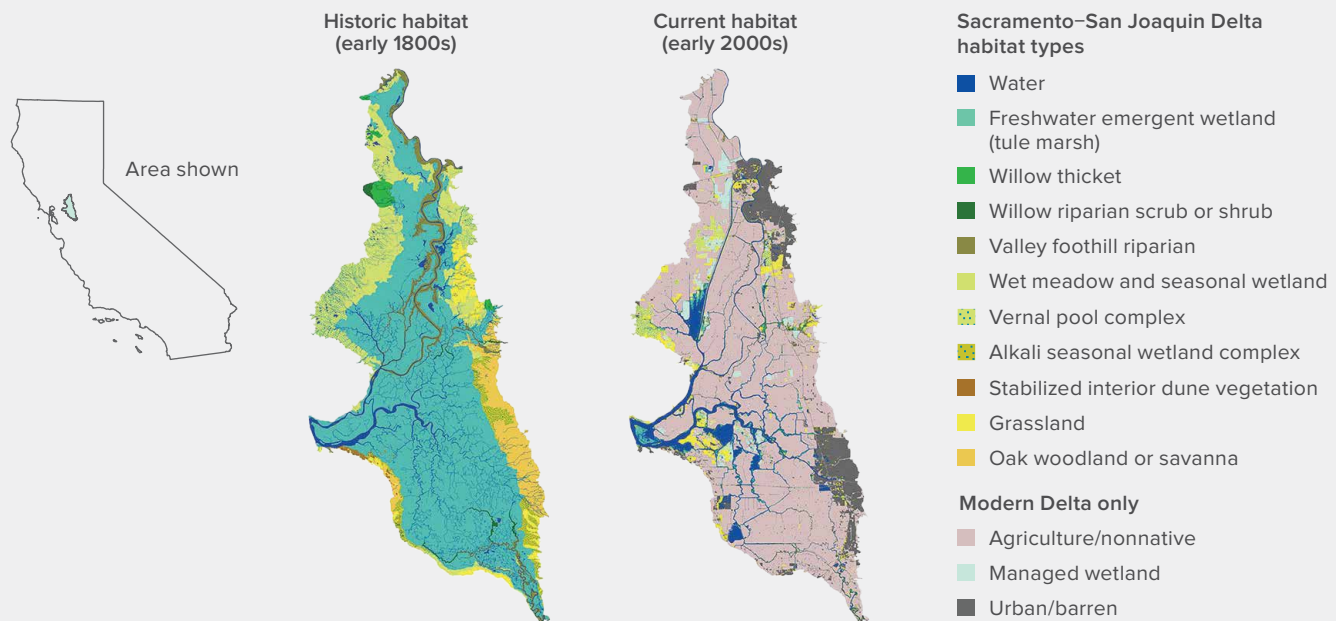 Historic habitat
(early 1800s)
Current habitat
(early 2000s)
Area shown
Sacramento–San Joaquin Delta
habitat types
Water
Freshwater emergent wetland
(tule marsh)
Willow thicket
Willow riparian scrub or shrub
Valley foothill riparian
Wet meadow and seasonal wetland
Vernal pool complex
Alkali seasonal wetland complex
Stabilized interior dune vegetation
Grassland
Oak woodland or savanna
Modern Delta only
Agriculture/nonnative
Managed wetland
Urban/barren